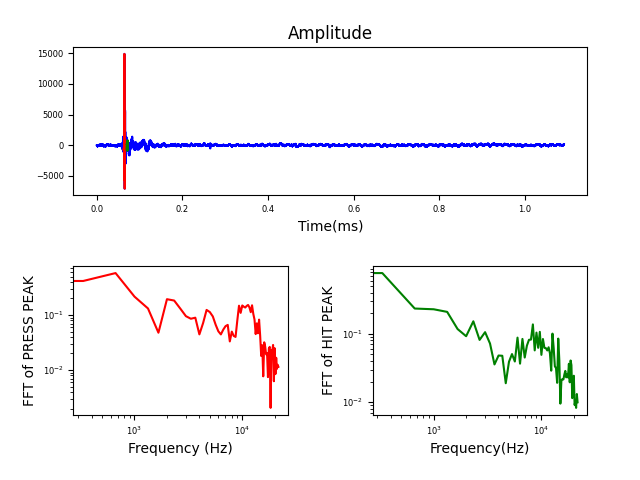 Amplitude
15000
10000
5000
0
−5000
0.0 0.2 0.4 0.6 0.8 1.0
Time(ms)
FFT of PRESS PEAK
10⁻¹
10⁻²
10³ 10⁴
Frequency (Hz)
FFT of HIT PEAK
10⁻¹
10⁻²
10³ 10⁴
Frequency(Hz)